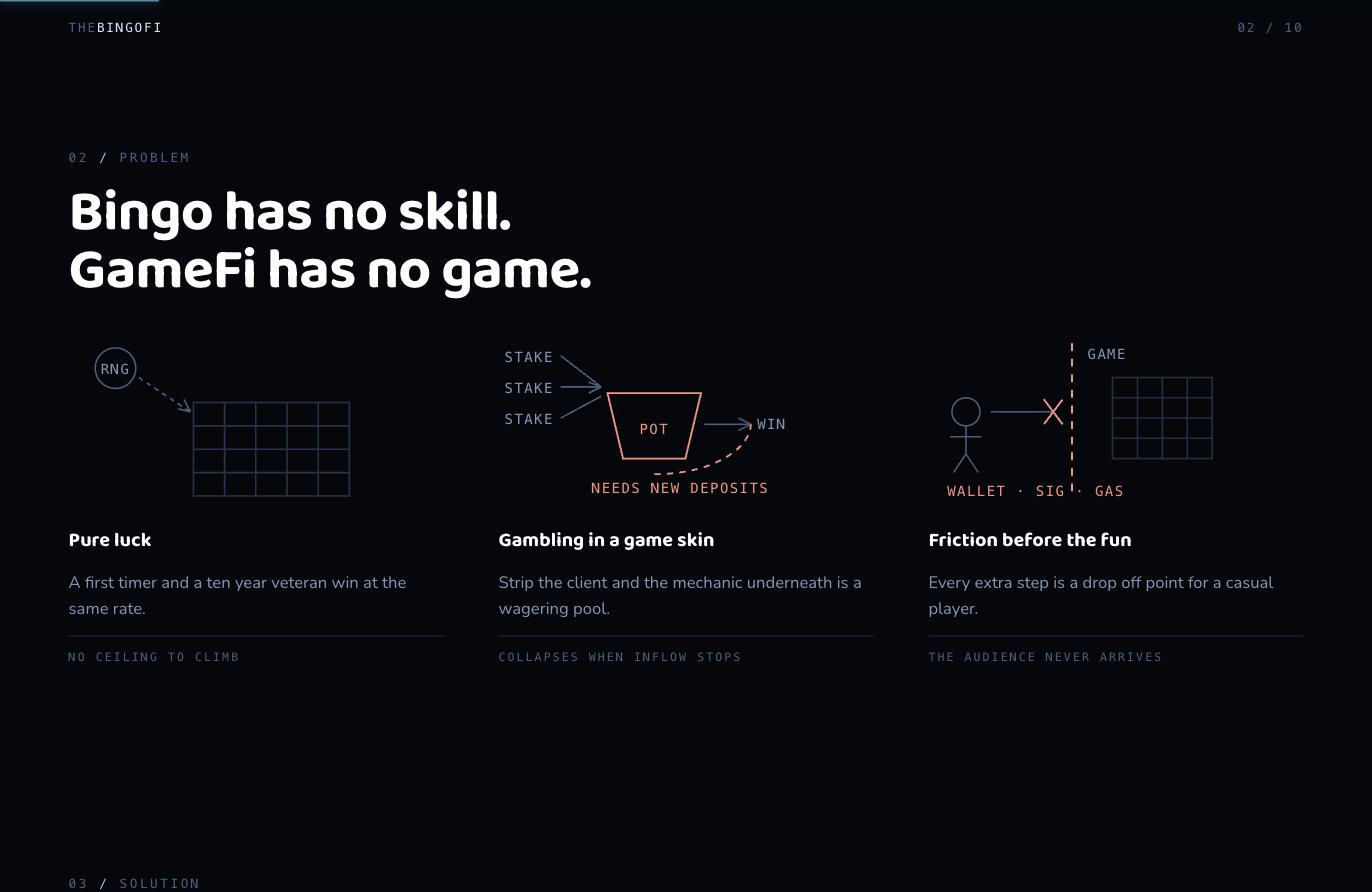 THEBINGOFI
02 / 10
02 / PROBLEM
Bingo has no skill.
GameFi has no game.
RNG
Pure luck
A first timer and a ten year veteran win at the
same rate.
NO CEILING TO CLIMB
STAKE
STAKE
STAKE
POT
WIN
NEEDS NEW DEPOSITS
Gambling in a game skin
Strip the client and the mechanic underneath is a
wagering pool.
COLLAPSES WHEN INFLOW STOPS
GAME
WALLET · SIG · GAS
Friction before the fun
Every extra step is a drop off point for a casual
player.
THE AUDIENCE NEVER ARRIVES
03 / SOLUTION